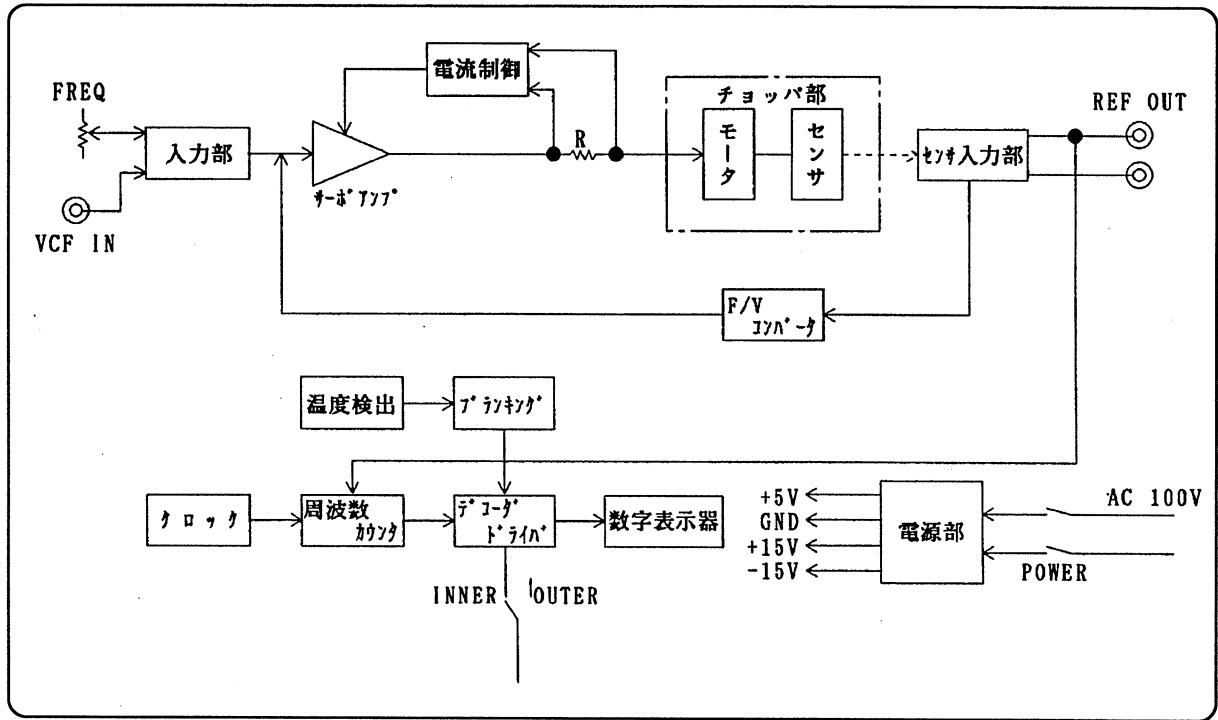 FREQ
VCF IN
入力部
サーボアンプ
電流制御
R
チョッパ部
モータ
センサ
センサ入力部
REF OUT
F/V
コンバータ
温度検出
ブランキング
クロック
周波数
カウンタ
デコーダ
ドライバ
数字表示器
INNER
OUTER
+5V
GND
+15V
-15V
電源部
AC 100V
POWER